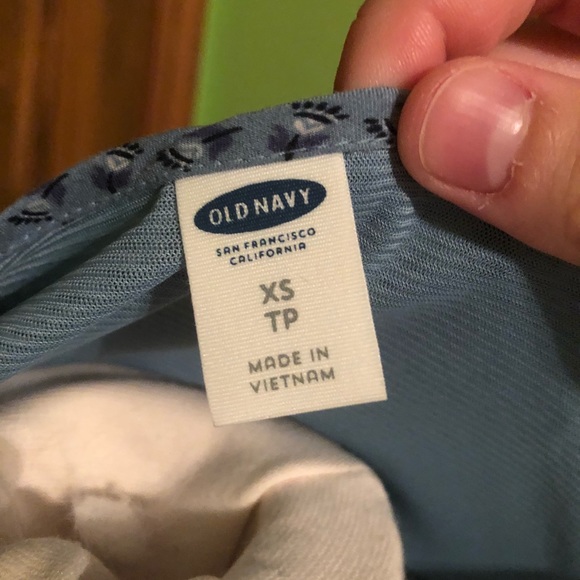 OLD NAVY
SAN FRANCISCO
CALIFORNIA
XS
TP
MADE IN
VIETNAM